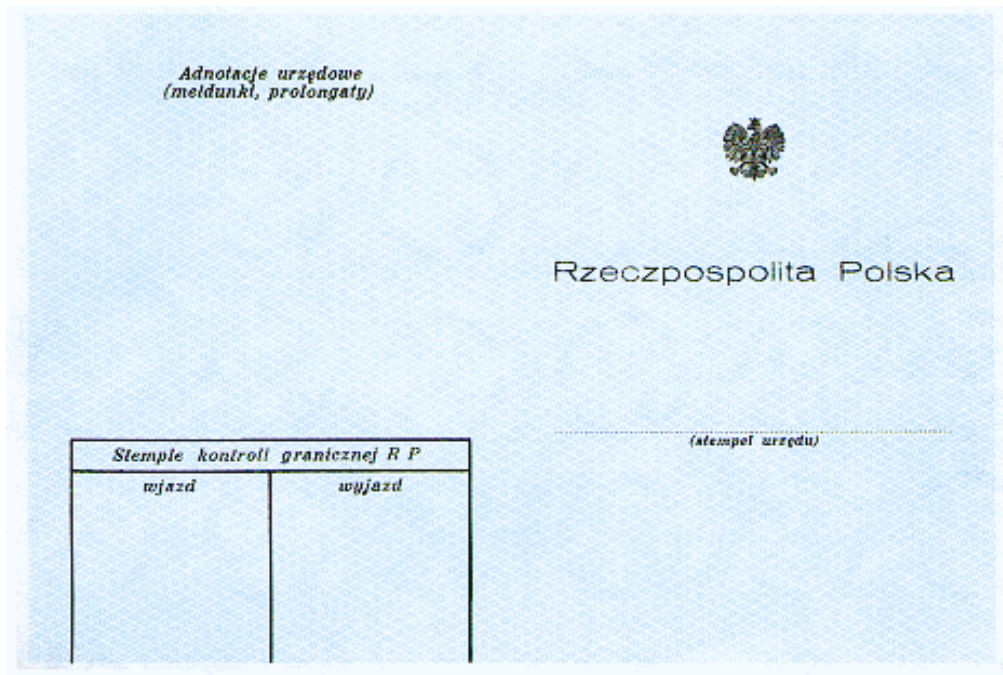 Adnotacje urzędowe
(meldunki, prolongaty)
Rzeczpospolita Polska
(stempel urzędu)
Stemple kontroli granicznej R P
wjazd wyjazd